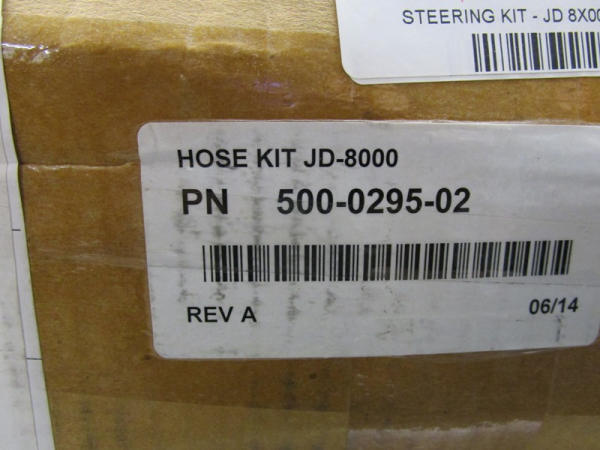 STEERING KIT - JD 8X00
HOSE KIT JD-8000
PN 500-0295-02
REV A
06/14